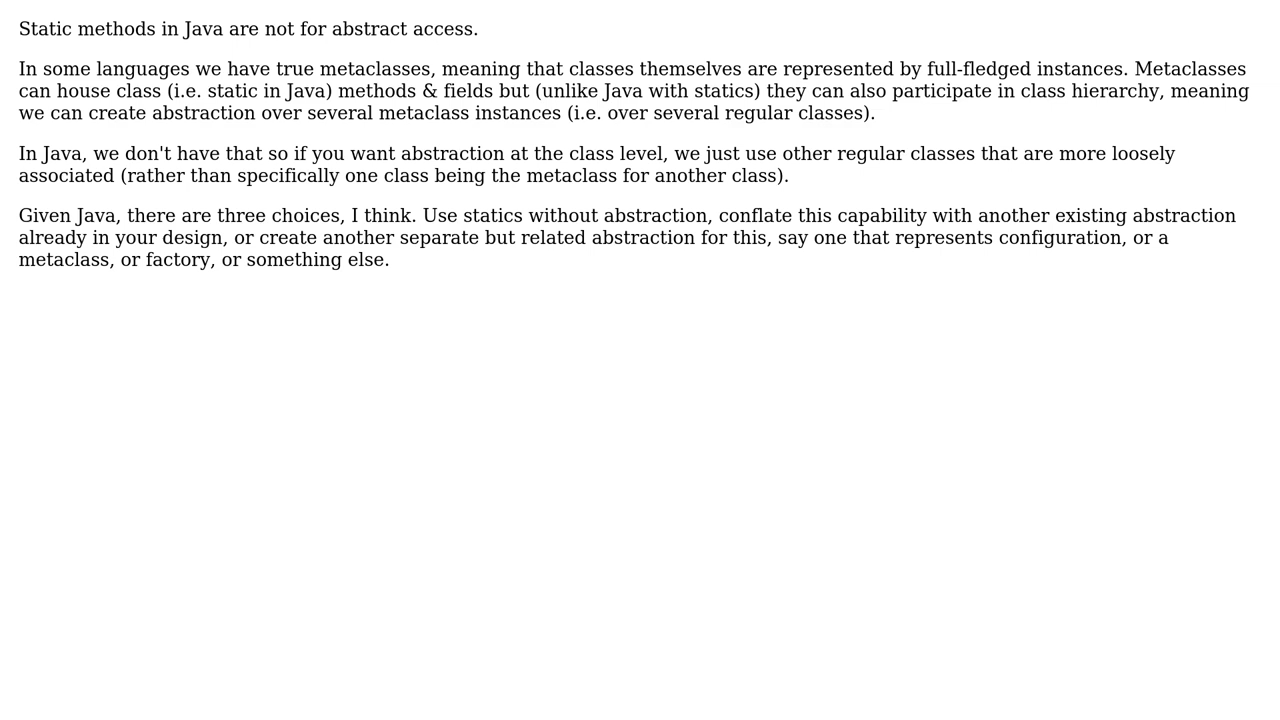 Static methods in Java are not for abstract access.
In some languages we have true metaclasses, meaning that classes themselves are represented by full-fledged instances. Metaclasses
can house class (i.e. static in Java) methods & fields but (unlike Java with statics) they can also participate in class hierarchy, meaning
we can create abstraction over several metaclass instances (i.e. over several regular classes).
In Java, we don't have that so if you want abstraction at the class level, we just use other regular classes that are more loosely
associated (rather than specifically one class being the metaclass for another class).
Given Java, there are three choices, I think. Use statics without abstraction, conflate this capability with another existing abstraction
already in your design, or create another separate but related abstraction for this, say one that represents configuration, or a
metaclass, or factory, or something else.